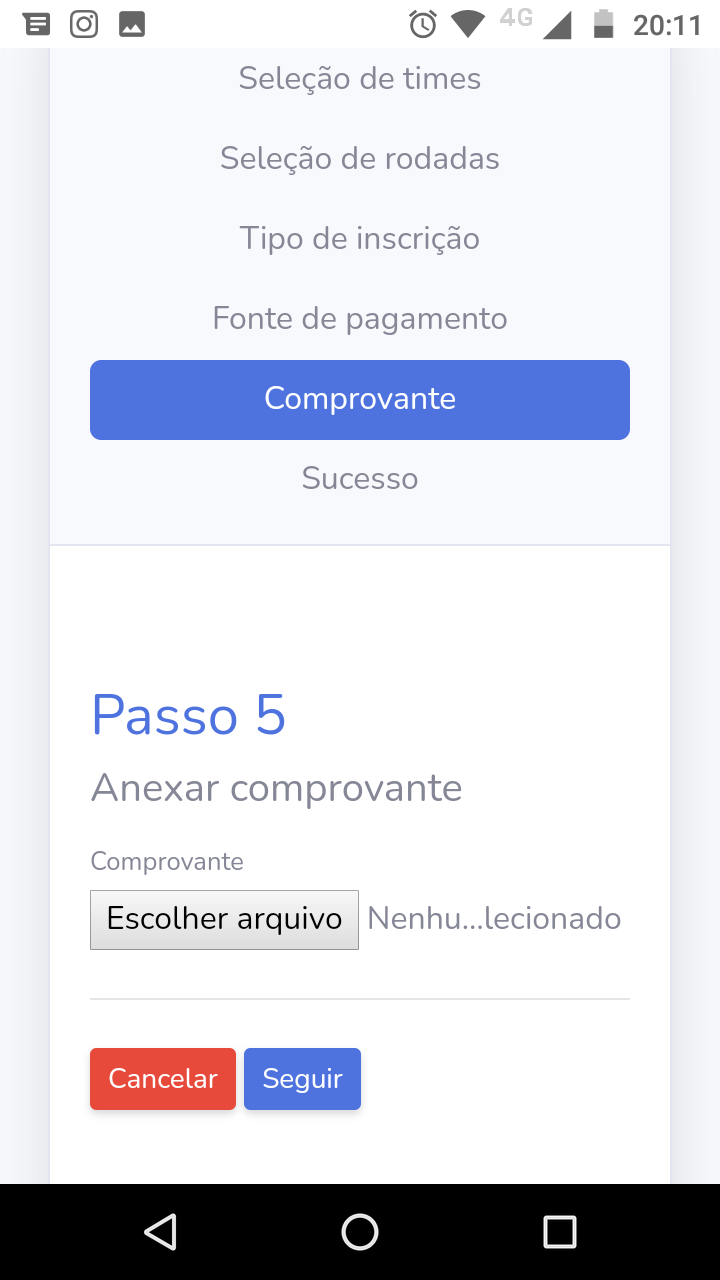 4G 20:11
Seleção de times
Seleção de rodadas
Tipo de inscrição
Fonte de pagamento
Comprovante
Sucesso
Passo 5
Anexar comprovante
Comprovante
Escolher arquivo Nenhu...lecionado
Cancelar Seguir